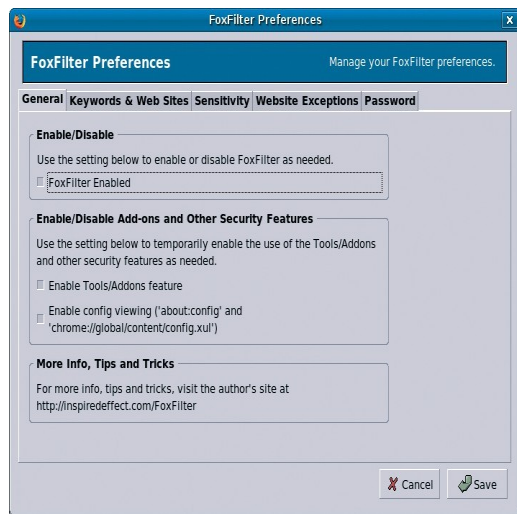 FoxFilter Preferences
X
FoxFilter Preferences
Manage your FoxFilter preferences.
General Keywords & Web Sites Sensitivity Website Exceptions Password
Enable/Disable
Use the setting below to enable or disable FoxFilter as needed.
FoxFilter Enabled
Enable/Disable Add-ons and Other Security Features
Use the setting below to temporarily enable the use of the Tools/Addons
and other security features as needed.
Enable Tools/Addons feature
Enable config viewing ('about:config' and
'chrome://global/content/config.xul')
More Info, Tips and Tricks
For more info, tips and tricks, visit the author's site at
http://inspiredeffect.com/FoxFilter
Cancel Save